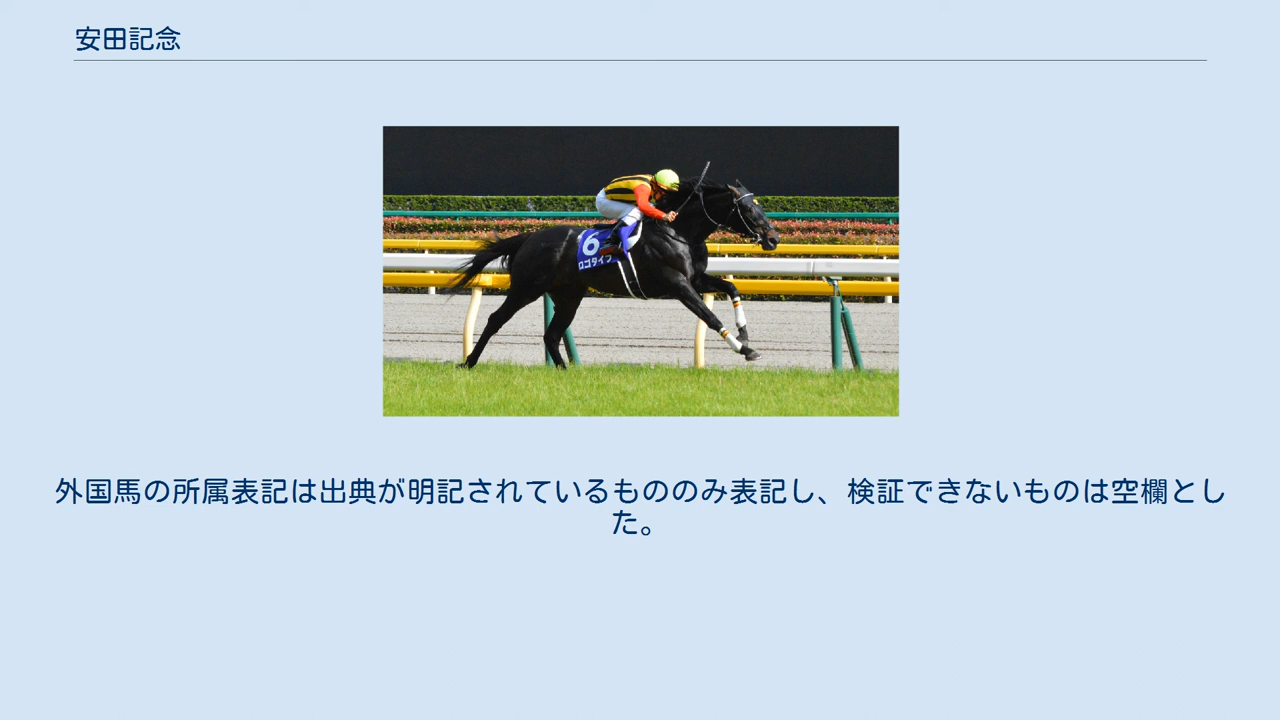 安田記念
6
ロゴタイプ
外国馬の所属表記は出典が明記されているもののみ表記し、検証できないものは空欄とし
た。